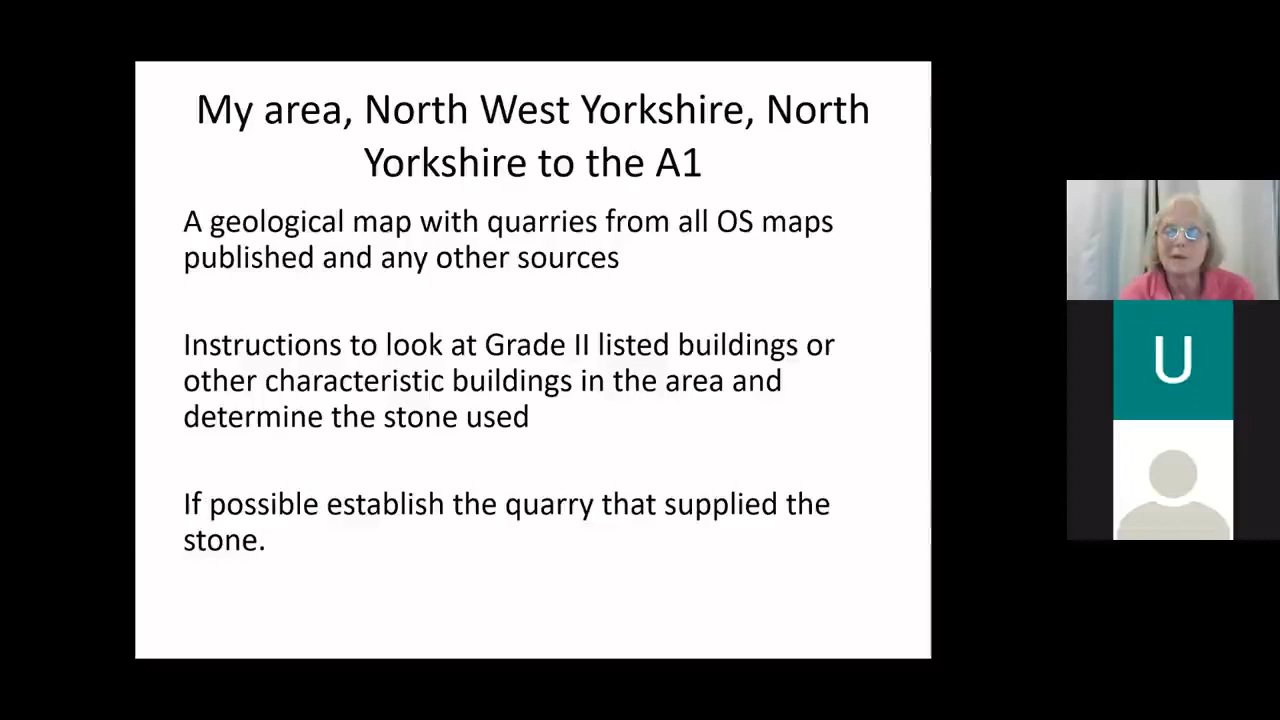 My area, North West Yorkshire, North
Yorkshire to the A1
A geological map with quarries from all OS maps
published and any other sources
Instructions to look at Grade II listed buildings or
other characteristic buildings in the area and
determine the stone used
If possible establish the quarry that supplied the
stone.
U